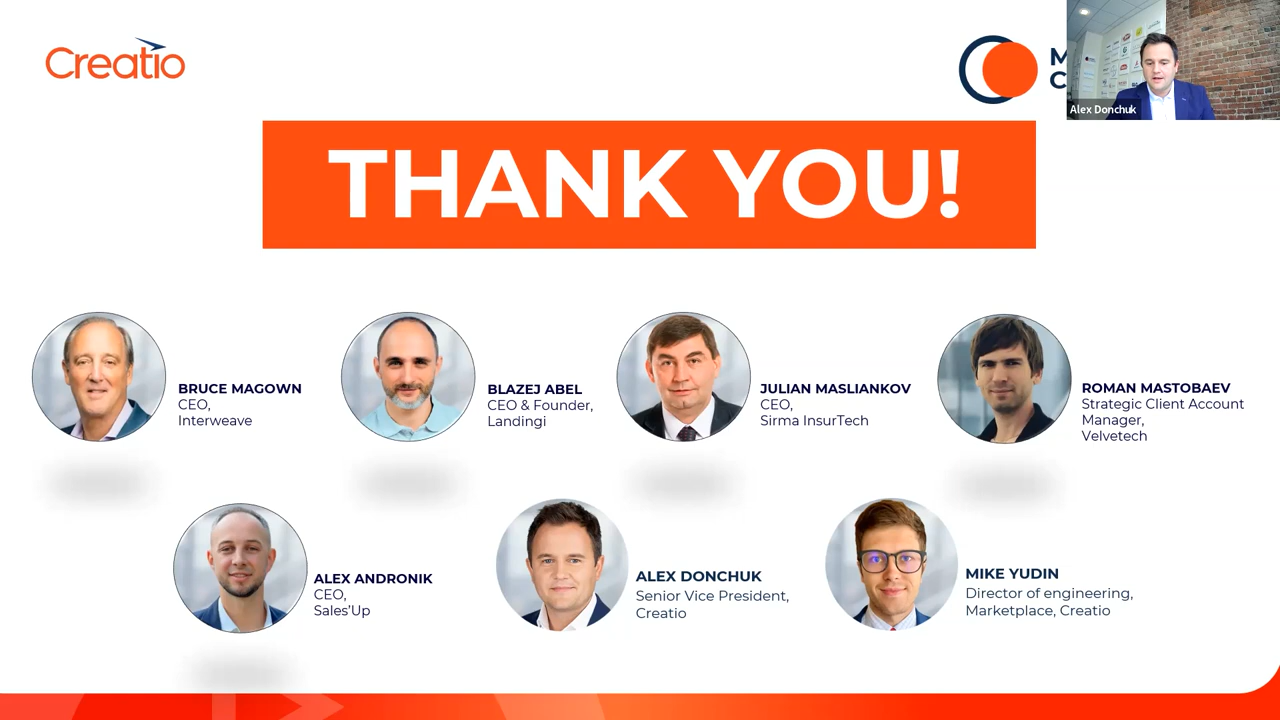 Creatio
Alex Donchuk
THANK YOU!
BRUCE MAGOWN
CEO,
Interweave
BLAZEJ ABEL
CEO & Founder,
Landingi
JULIAN MASLIANKOV
CEO,
Sirma InsurTech
ROMAN MASTOBAEV
Strategic Client Account
Manager,
Velvetech
ALEX ANDRONIK
CEO,
Sales'Up
ALEX DONCHUK
Senior Vice President,
Creatio
MIKE YUDIN
Director of engineering,
Marketplace, Creatio